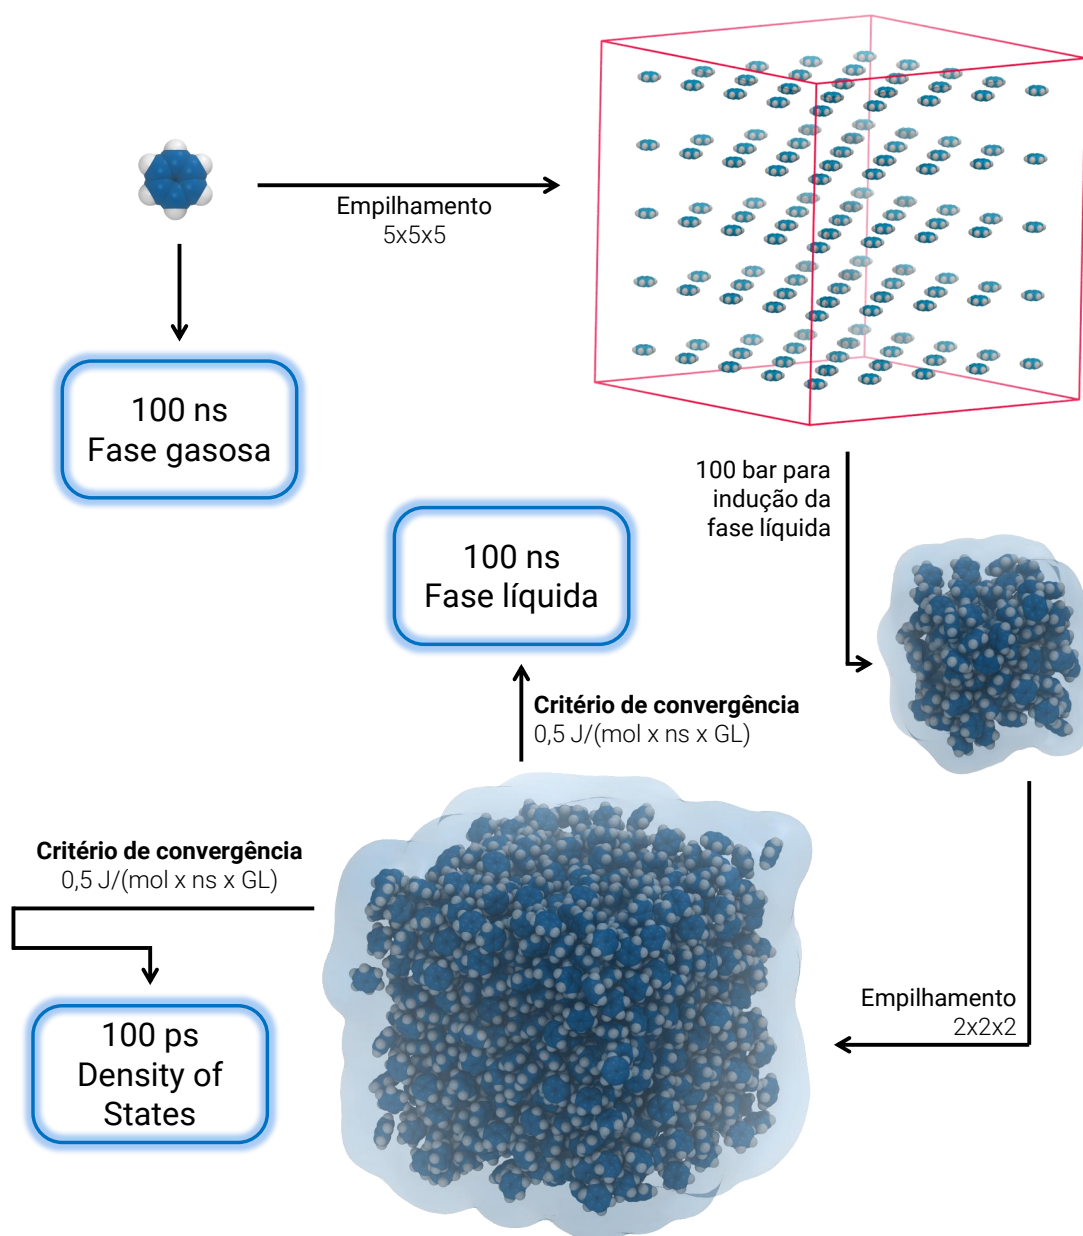 Empilhamento
5x5x5
100 ns
Fase gasosa
100 bar para
indução da
fase líquida
100 ns
Fase líquida
Critério de convergência
0,5 J/(mol x ns x GL)
Critério de convergência
0,5 J/(mol x ns x GL)
Empilhamento
2x2x2
100 ps
Density of
States